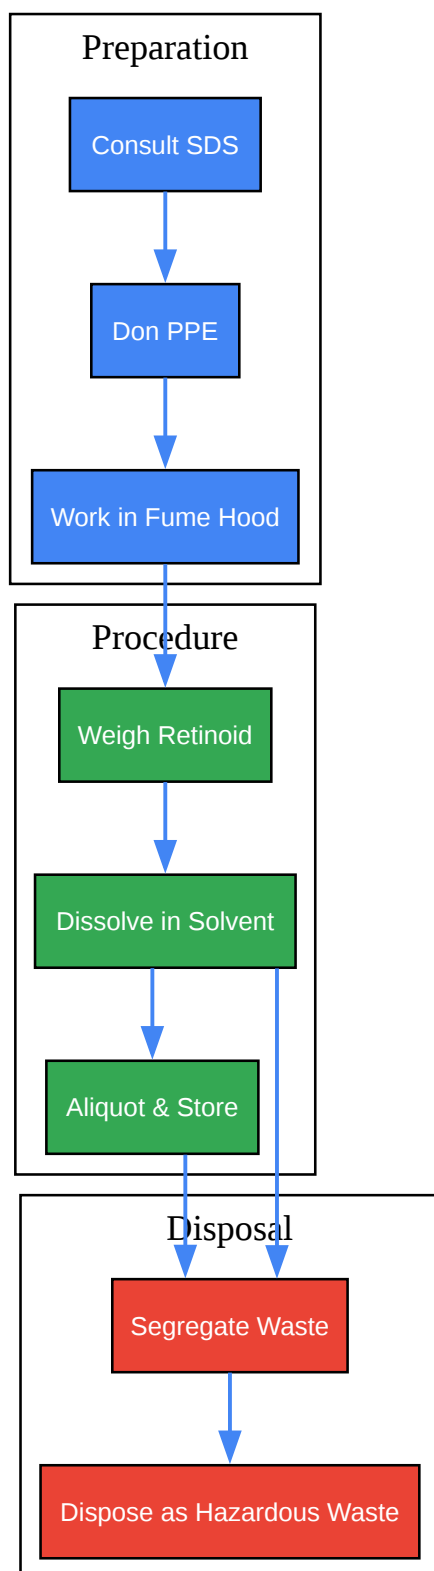 Preparation
Consult SDS
Don PPE
Work in Fume Hood
Procedure
Weigh Retinoid
Dissolve in Solvent
Aliquot & Store
Disposal
Segregate Waste
Dispose as Hazardous Waste